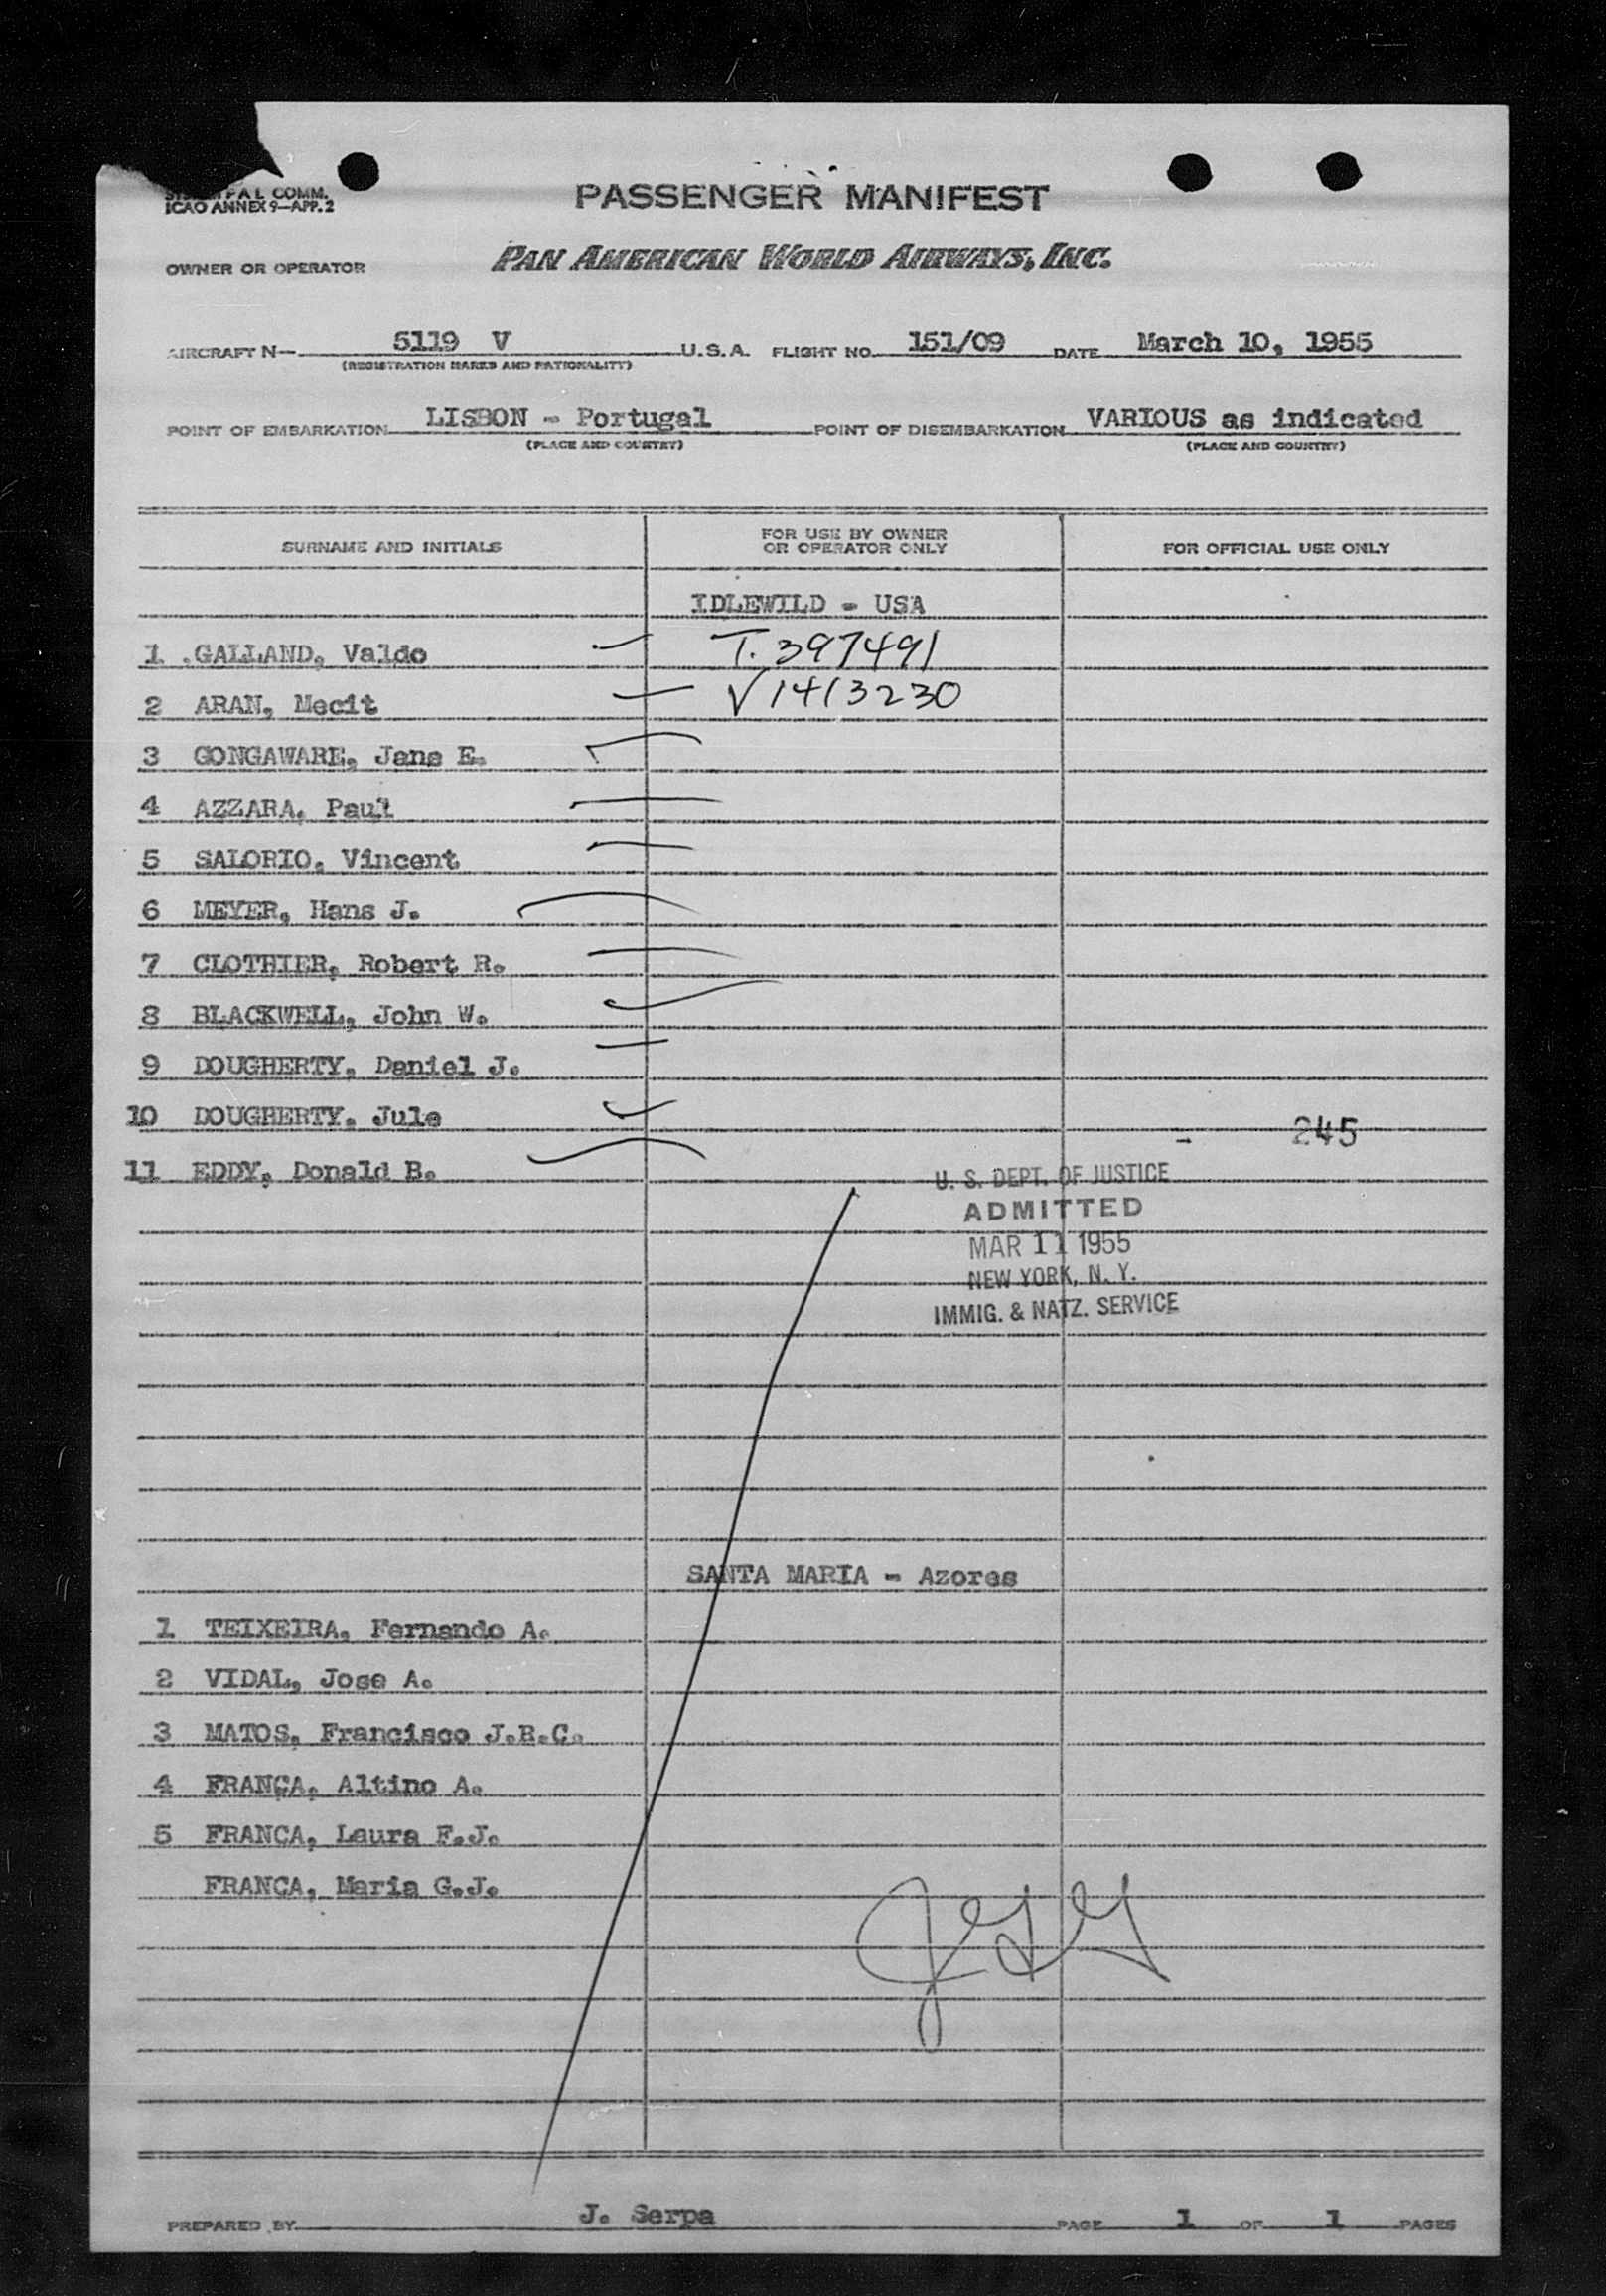 PAL COMM.
ICAO ANNEX 9—APP. 2
PASSENGER MANIFEST
OWNER OR OPERATOR PAN AMERICAN WORLD AIRWAYS, INC.
AIRCRAFT N— 5119 V U.S.A. FLIGHT NO. 151/09 DATE March 10, 1955
(REGISTRATION MARKS AND NATIONALITY)
POINT OF EMBARKATION LISBON - Portugal POINT OF DISEMBARKATION VARIOUS as indicated
(PLACE AND COUNTRY) (PLACE AND COUNTRY)
SURNAME AND INITIALS FOR USE BY OWNER OR OPERATOR ONLY FOR OFFICIAL USE ONLY
IDLEWILD - USA
1 .GALLAND, Valdo T. 397491
2 ARAN, Mecit V1413230
3 GONGAWARE, Jane E.
4 AZZARA, Paul
5 SALORIO, Vincent
6 MEYER, Hans J.
7 CLOTHIER, Robert R.
8 BLACKWELL, John W.
9 DOUGHERTY, Daniel J.
10 DOUGHERTY, Jule
245
11 EDDY, Donald B.
U. S. DEPT. OF JUSTICE
ADMITTED
MAR 11 1955
NEW YORK, N. Y.
IMMIG. & NATZ. SERVICE
SANTA MARIA - Azores
1 TEIXEIRA, Fernando A.
2 VIDAL, Jose A.
3 MATOS, Francisco J.R.C.
4 FRANÇA, Altino A.
5 FRANCA, Laura F.J.
FRANCA, Maria G.J.
PREPARED BY J. Serpa PAGE 1 OF 1 PAGES